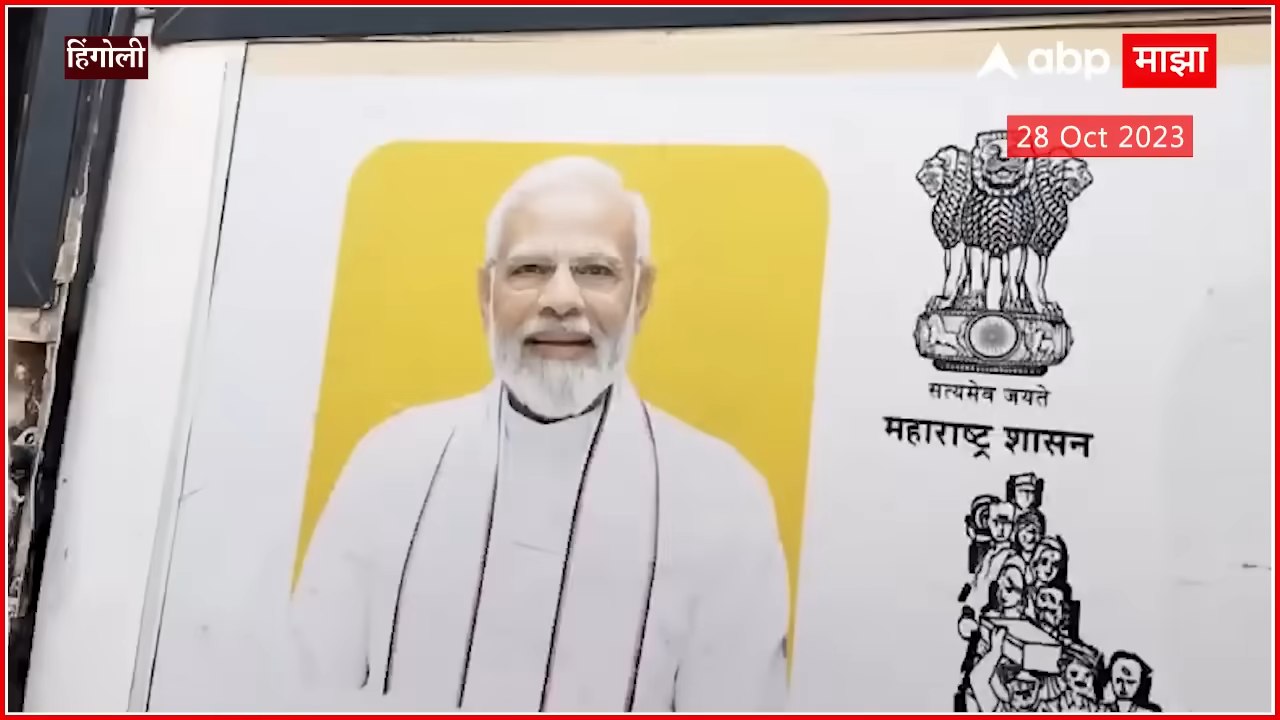 हिंगोली
abp माझा
28 Oct 2023
सत्यमेव जयते
महाराष्ट्र शासन